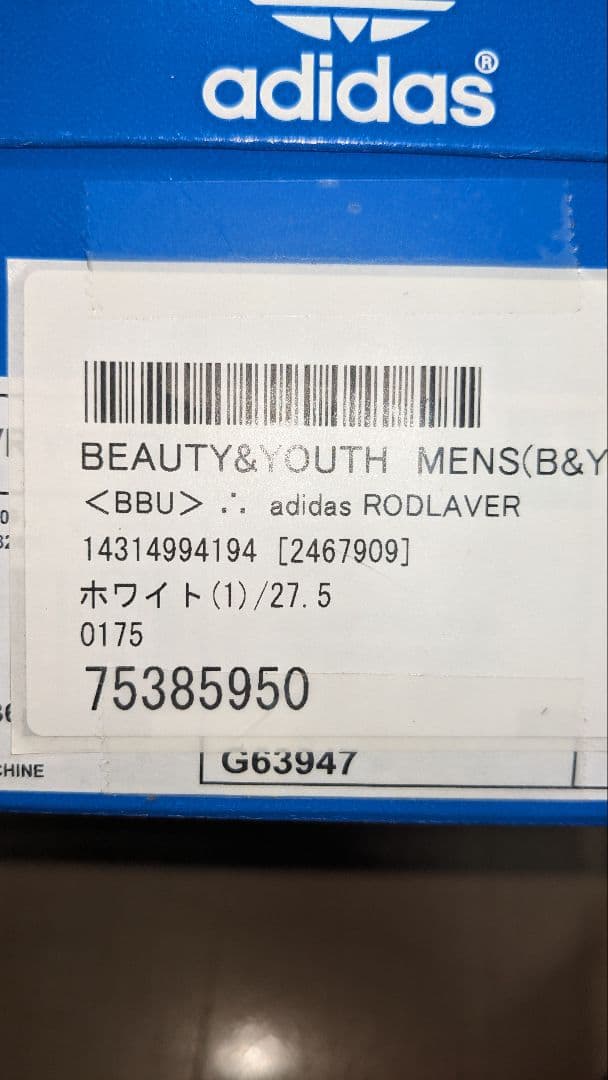 adidas®
BEAUTY&YOUTH MENS(B&Y
<BBU> ∴ adidas RODLAVER
14314994194 [2467909]
ホワイト(1)/27.5
0175
75385950
G63947
CHINE